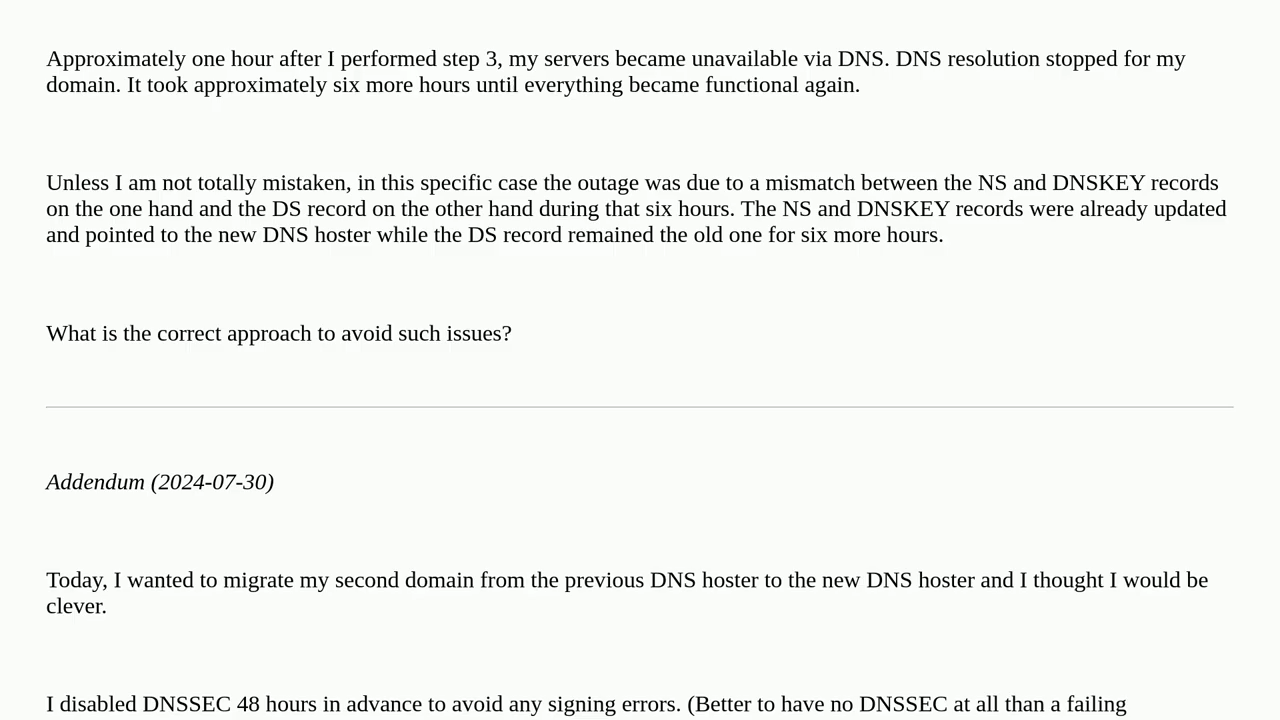 Approximately one hour after I performed step 3, my servers became unavailable via DNS. DNS resolution stopped for my
domain. It took approximately six more hours until everything became functional again.
Unless I am not totally mistaken, in this specific case the outage was due to a mismatch between the NS and DNSKEY records
on the one hand and the DS record on the other hand during that six hours. The NS and DNSKEY records were already updated
and pointed to the new DNS hoster while the DS record remained the old one for six more hours.
What is the correct approach to avoid such issues?
Addendum (2024-07-30)
Today, I wanted to migrate my second domain from the previous DNS hoster to the new DNS hoster and I thought I would be
clever.
I disabled DNSSEC 48 hours in advance to avoid any signing errors. (Better to have no DNSSEC at all than a failing